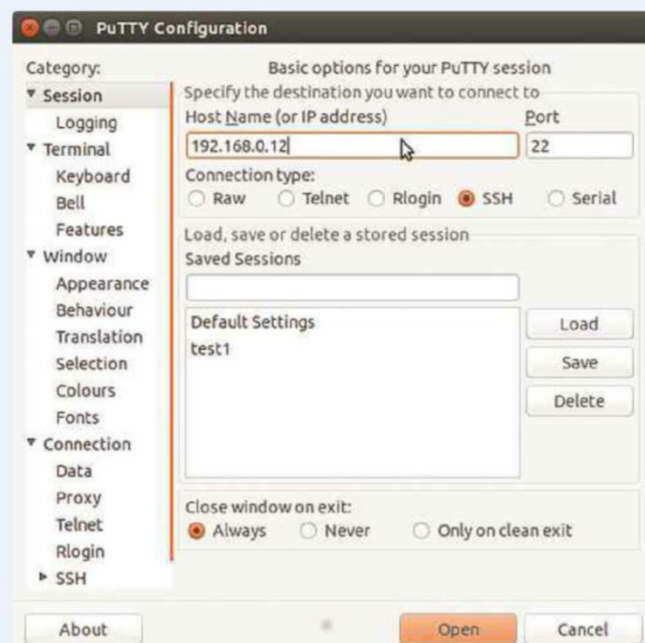 PuTTY Configuration
Category:
Session
Logging
Terminal
Keyboard
Bell
Features
Window
Appearance
Behaviour
Translation
Selection
Colours
Fonts
Connection
Data
Proxy
Telnet
Rlogin
SSH
Basic options for your PuTTY session
Specify the destination you want to connect to
Host Name (or IP address) Port
192.168.0.12 22
Connection type:
Raw Telnet Rlogin SSH Serial
Load, save or delete a stored session
Saved Sessions
Default Settings
test1
Load
Save
Delete
Close window on exit:
Always Never Only on clean exit
About Open Cancel